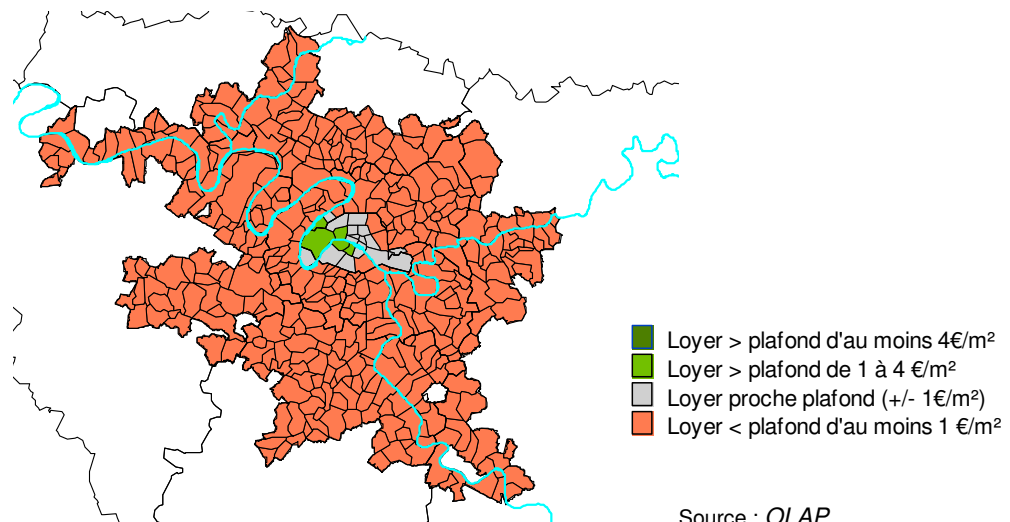 Loyer > plafond d'au moins 4€/m²
Loyer > plafond de 1 à 4 €/m²
Loyer proche plafond (+/- 1€/m²)
Loyer < plafond d'au moins 1 €/m²
Source : OLAP